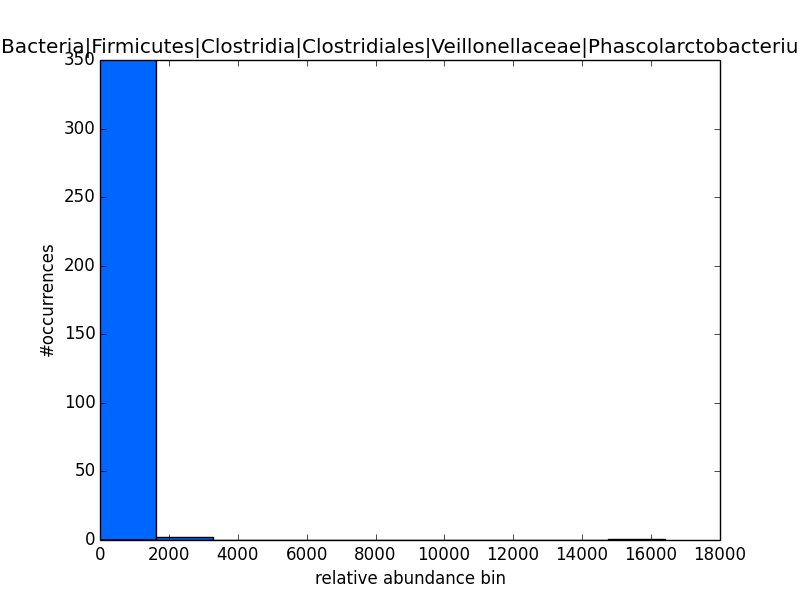 Bacteria|Firmicutes|Clostridia|Clostridiales|Veillonellaceae|Phascolarctobacteriu
350
300
250
200
150
100
50
0
#occurrences
0 2000 4000 6000 8000 10000 12000 14000 16000 18000
relative abundance bin